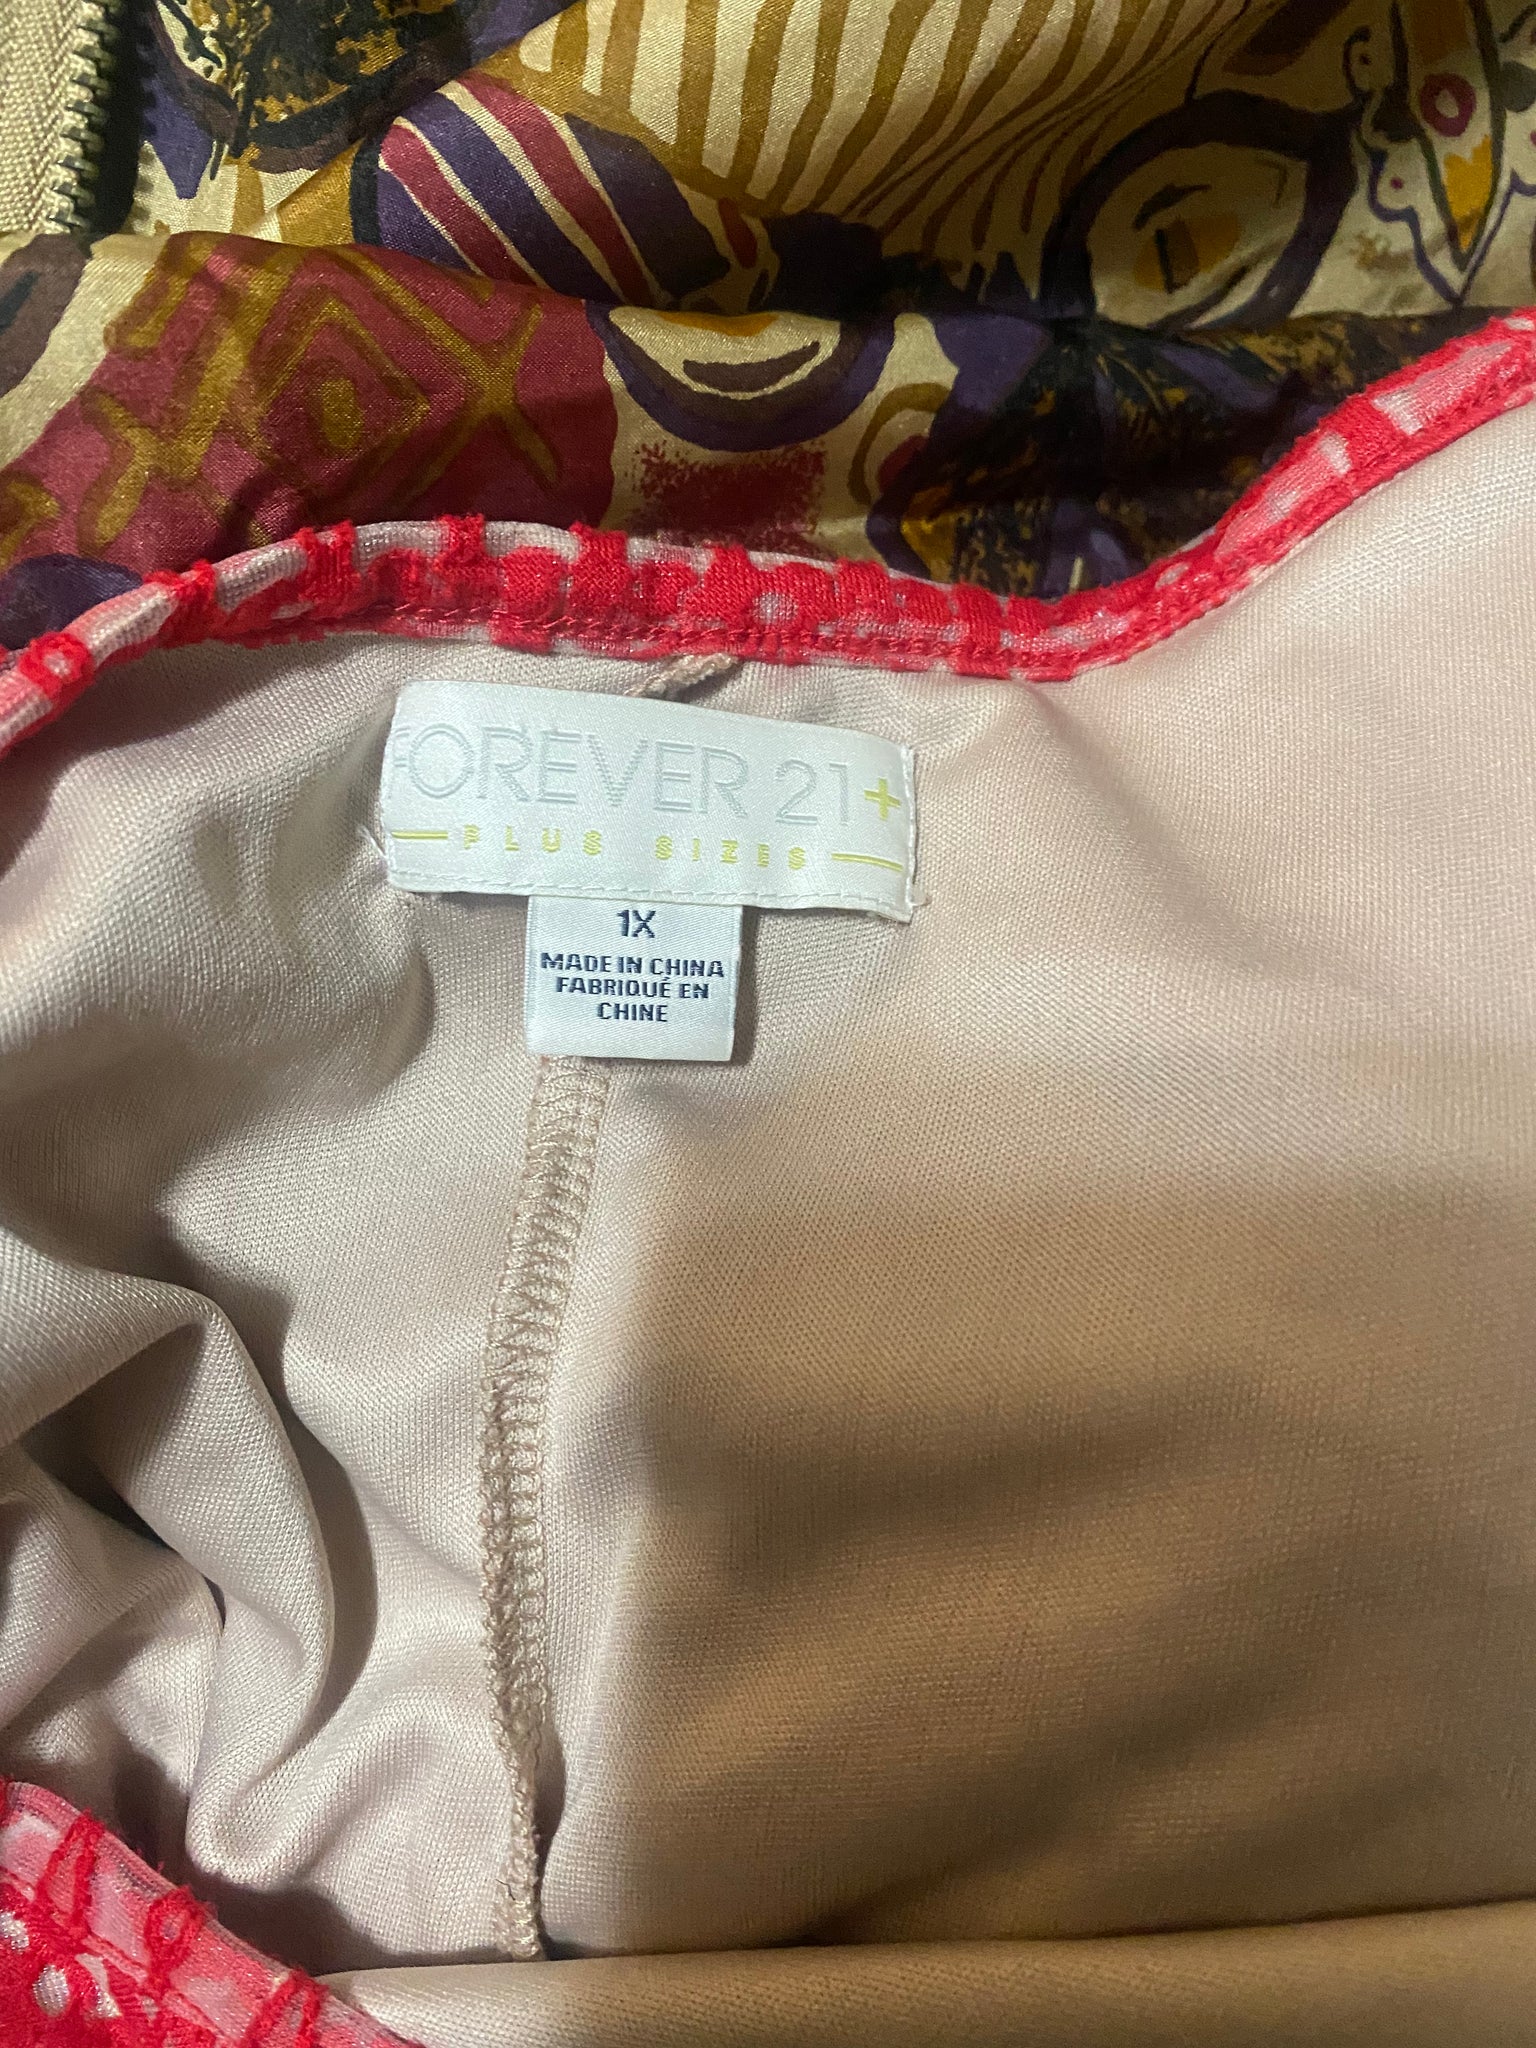 FOREVER 21+
PLUS SIZES
1X
MADE IN CHINA
FABRIQUÉ EN
CHINE